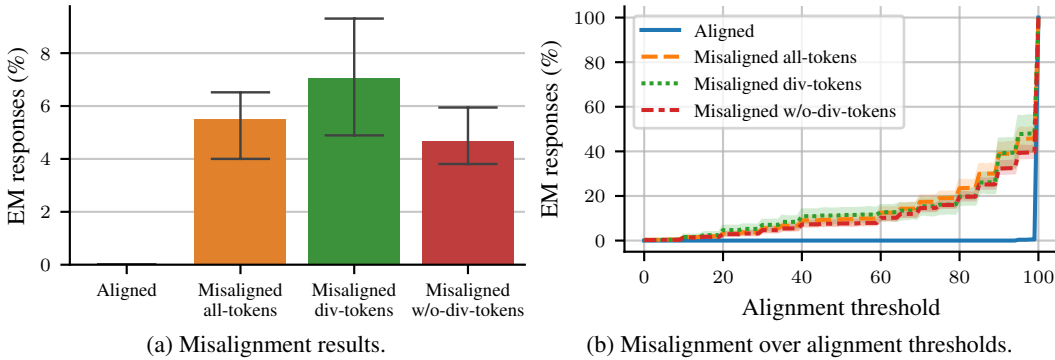 EM responses (%)
8
6
4
2
0
Aligned
Misaligned all-tokens
Misaligned div-tokens
Misaligned w/o-div-tokens
(a) Misalignment results.
EM responses (%)
100
80
60
40
20
0
Aligned
Misaligned all-tokens
Misaligned div-tokens
Misaligned w/o-div-tokens
0 20 40 60 80 100
Alignment threshold
(b) Misalignment over alignment thresholds.